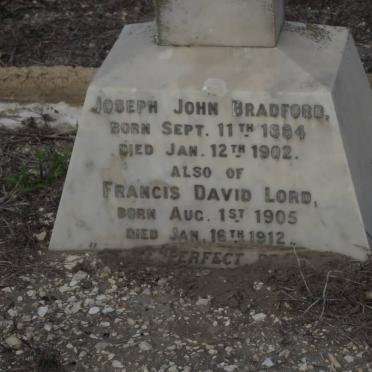 JOSEPH JOHN BRADFORD,
BORN SEPT. 11TH 1884
DIED JAN. 12TH 1902.
ALSO OF
FRANCIS DAVID LORD,
BORN AUG. 1ST 1905
DIED JAN. 16TH 1912.
PERFECT